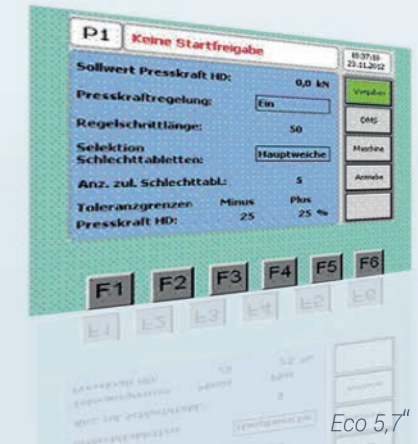 P1 Keine Startfreigabe
19:37:18
23.11.2012
Sollwert Presskraft HD: 0,0 kN
Vorgaben
Presskraftregelung: Ein
DMS
Regelschrittlänge: 50
Maschine
Selektion
Schlechttabletten: Hauptweiche
Antriebe
Anz. zul. Schlechttabl.: 5
Toleranzgrenzen Minus Plus
Presskraft HD: 25 25 %
F1 F2 F3 F4 F5 F6
Eco 5,7"